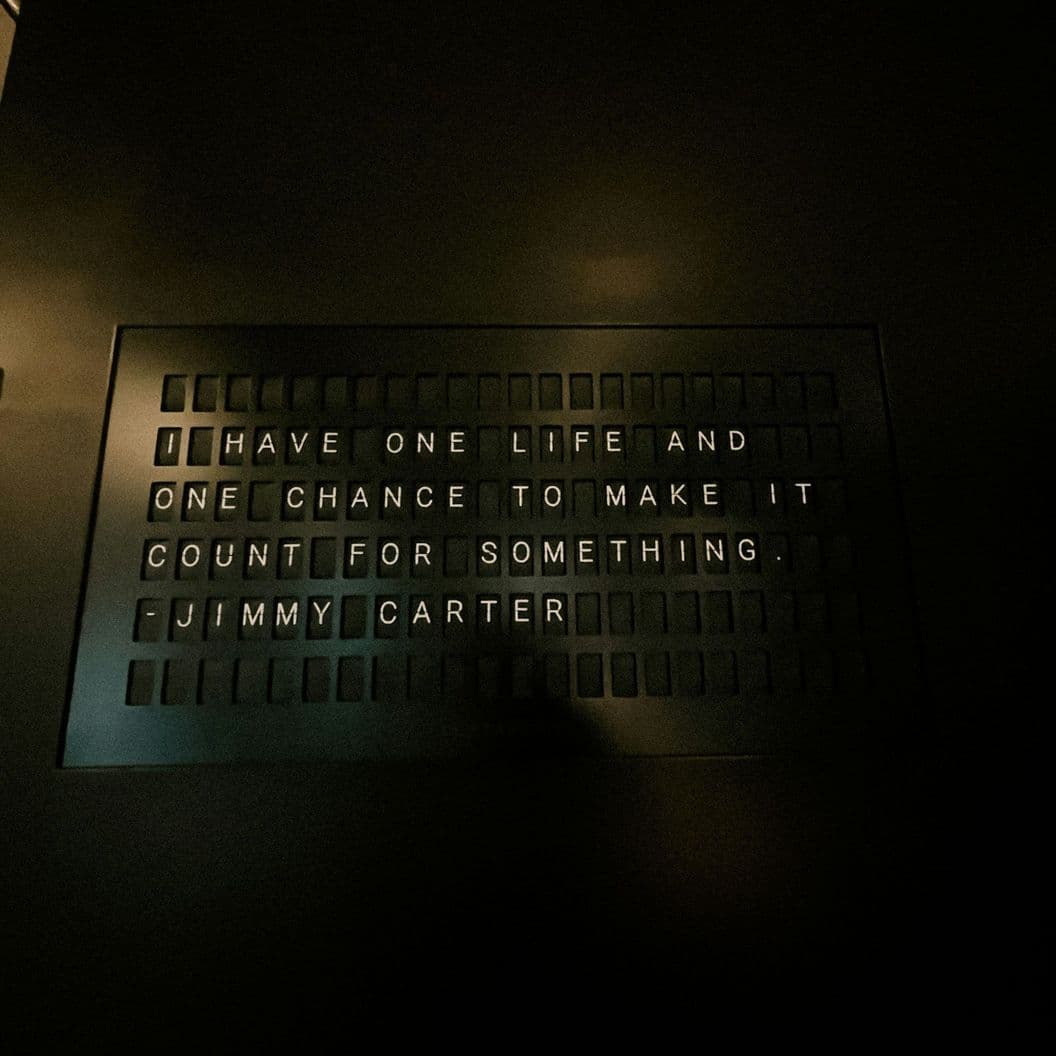 I HAVE ONE LIFE AND
ONE CHANCE TO MAKE IT
COUNT FOR SOMETHING.
-JIMMY CARTER